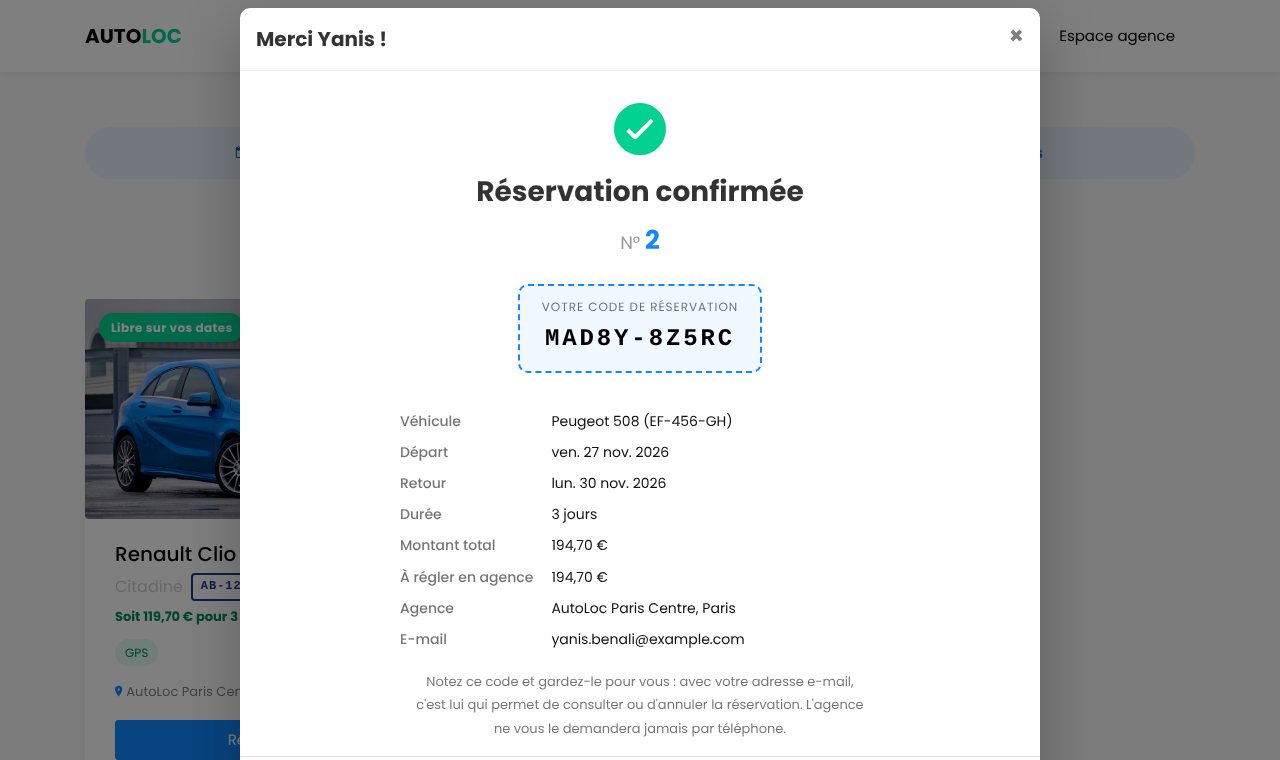 AUTOLOC
Espace agence
Merci Yanis !
✖
Réservation confirmée
N° 2
VOTRE CODE DE RÉSERVATION
MAD8Y-8Z5RC
Véhicule Peugeot 508 (EF-456-GH)
Départ ven. 27 nov. 2026
Retour lun. 30 nov. 2026
Durée 3 jours
Montant total 194,70 €
À régler en agence 194,70 €
Agence AutoLoc Paris Centre, Paris
E-mail yanis.benali@example.com
Notez ce code et gardez-le pour vous : avec votre adresse e-mail,
c'est lui qui permet de consulter ou d'annuler la réservation. L'agence
ne vous le demandera jamais par téléphone.
Libre sur vos dates
Renault Clio
Citadine AB-12
Soit 119,70 € pour 3
GPS
AutoLoc Paris Cen